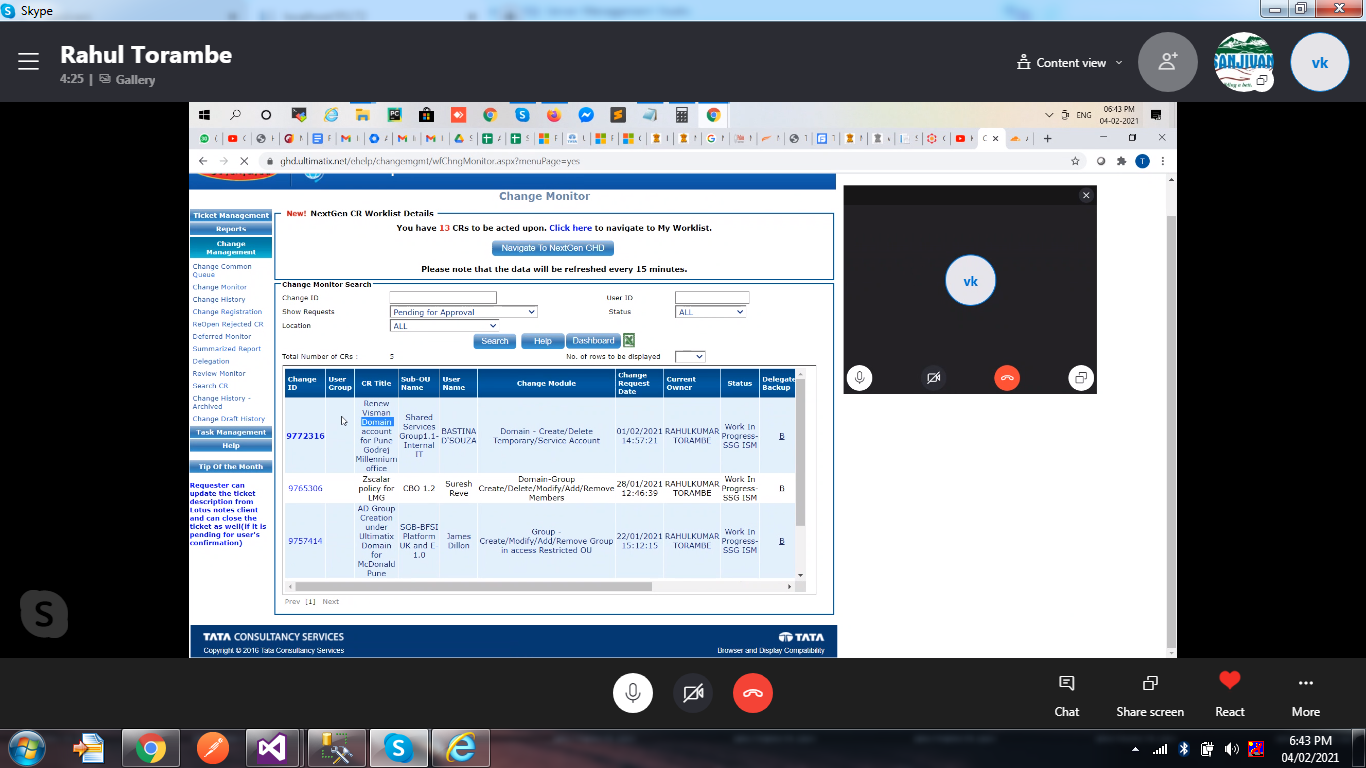 Skype
Rahul Torambe
4:25 | Gallery
Content view
SANJIVANI
vk
06:43 PM
04-02-2021
ENG
ghd.ultimatix.net/ehelp/changemgmt/wfChngMonitor.aspx?menuPage=yes
T
Change Monitor
Ticket Management
Reports
Change
Management
Change Common
Queue
Change Monitor
Change History
Change Registration
ReOpen Rejected CR
Deferred Monitor
Summarized Report
Delegation
Review Monitor
Search CR
Change History -
Archived
Change Draft History
Task Management
Help
Tip Of the Month
Requester can
update the ticket
description from
Lotus notes client
and can close the
ticket as well(if it is
pending for user's
confirmation)
New! NextGen CR Worklist Details
You have 13 CRs to be acted upon. Click here to navigate to My Worklist.
Navigate To NextGen GHD
Please note that the data will be refreshed every 15 minutes.
Change Monitor Search
Change ID
User ID
Show Requests Pending for Approval
Status ALL
Location ALL
Search Help Dashboard
Total Number of CRs : 5
No. of rows to be displayed
Change ID User Group CR Title Sub-OU Name User Name Change Module Change Request Date Current Owner Status Delegate Backup
9772316 Renew Visman Domain account for Pune Godrej Millennium office Shared Services Group1.1-Internal IT BASTINA D'SOUZA Domain - Create/Delete Temporary/Service Account 01/02/2021 14:57:21 RAHULKUMAR TORAMBE Work In Progress-SSG ISM B
9765306 Zscalar policy for LMG CBO 1.2 Suresh Reve Domain-Group Create/Delete/Modify/Add/Remove Members 28/01/2021 12:46:39 RAHULKUMAR TORAMBE Work In Progress-SSG ISM B
9757414 AD Group Creation under Ultimatix Domain for McDonald Pune SGB-BFSI Platform UK and E-1.0 James Dillon Group - Create/Modify/Add/Remove Group in access Restricted OU 22/01/2021 15:12:15 RAHULKUMAR TORAMBE Work In Progress-SSG ISM B
Prev [1] Next
TATA CONSULTANCY SERVICES
Copyright © 2016 Tata Consultancy Services
TATA
Browser and Display Compatibility
vk
Chat
Share screen
React
More
6:43 PM
04/02/2021